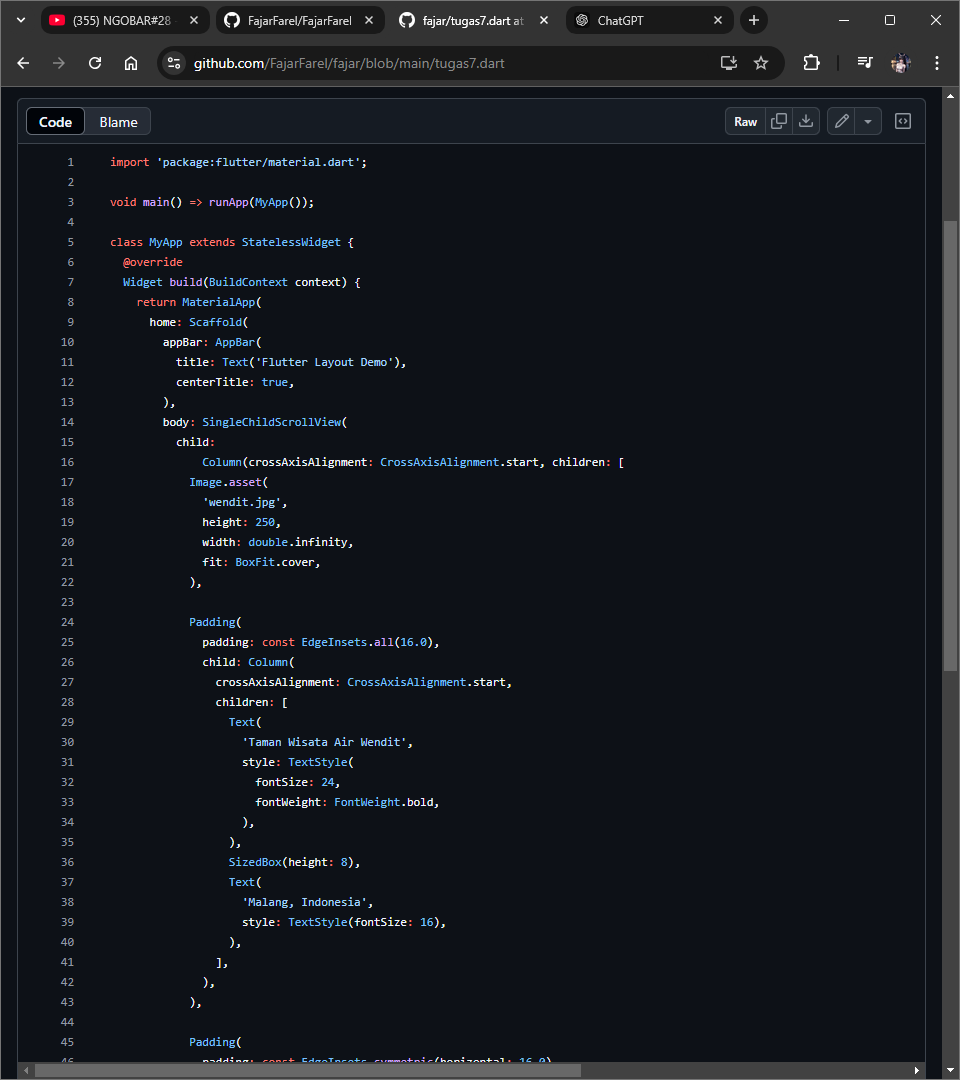 (355) NGOBAR#28
FajarFarel/FajarFarel
fajar/tugas7.dart at
ChatGPT
github.com/FajarFarel/fajar/blob/main/tugas7.dart
Code
Blame
Raw
1 import 'package:flutter/material.dart';
2
3 void main() => runApp(MyApp());
4
5 class MyApp extends StatelessWidget {
6 @override
7 Widget build(BuildContext context) {
8 return MaterialApp(
9 home: Scaffold(
10 appBar: AppBar(
11 title: Text('Flutter Layout Demo'),
12 centerTitle: true,
13 ),
14 body: SingleChildScrollView(
15 child:
16 Column(crossAxisAlignment: CrossAxisAlignment.start, children: [
17 Image.asset(
18 'wendit.jpg',
19 height: 250,
20 width: double.infinity,
21 fit: BoxFit.cover,
22 ),
23
24 Padding(
25 padding: const EdgeInsets.all(16.0),
26 child: Column(
27 crossAxisAlignment: CrossAxisAlignment.start,
28 children: [
29 Text(
30 'Taman Wisata Air Wendit',
31 style: TextStyle(
32 fontSize: 24,
33 fontWeight: FontWeight.bold,
34 ),
35 ),
36 SizedBox(height: 8),
37 Text(
38 'Malang, Indonesia',
39 style: TextStyle(fontSize: 16),
40 ),
41 ],
42 ),
43 ),
44
45 Padding(
46 padding: const EdgeInsets.symmetric(horizontal: 16.0)